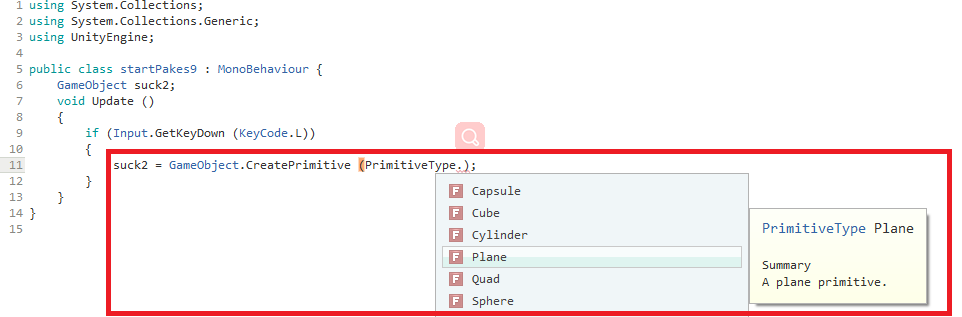 1 using System.Collections;
2 using System.Collections.Generic;
3 using UnityEngine;
4
5 public class startPakes9 : MonoBehaviour {
6 GameObject suck2;
7 void Update ()
8 {
9 if (Input.GetKeyDown (KeyCode.L))
10 {
11 suck2 = GameObject.CreatePrimitive (PrimitiveType.);
12 }
13 }
14 }
15
F Capsule
F Cube
F Cylinder
F Plane
F Quad
F Sphere
PrimitiveType Plane
Summary
A plane primitive.